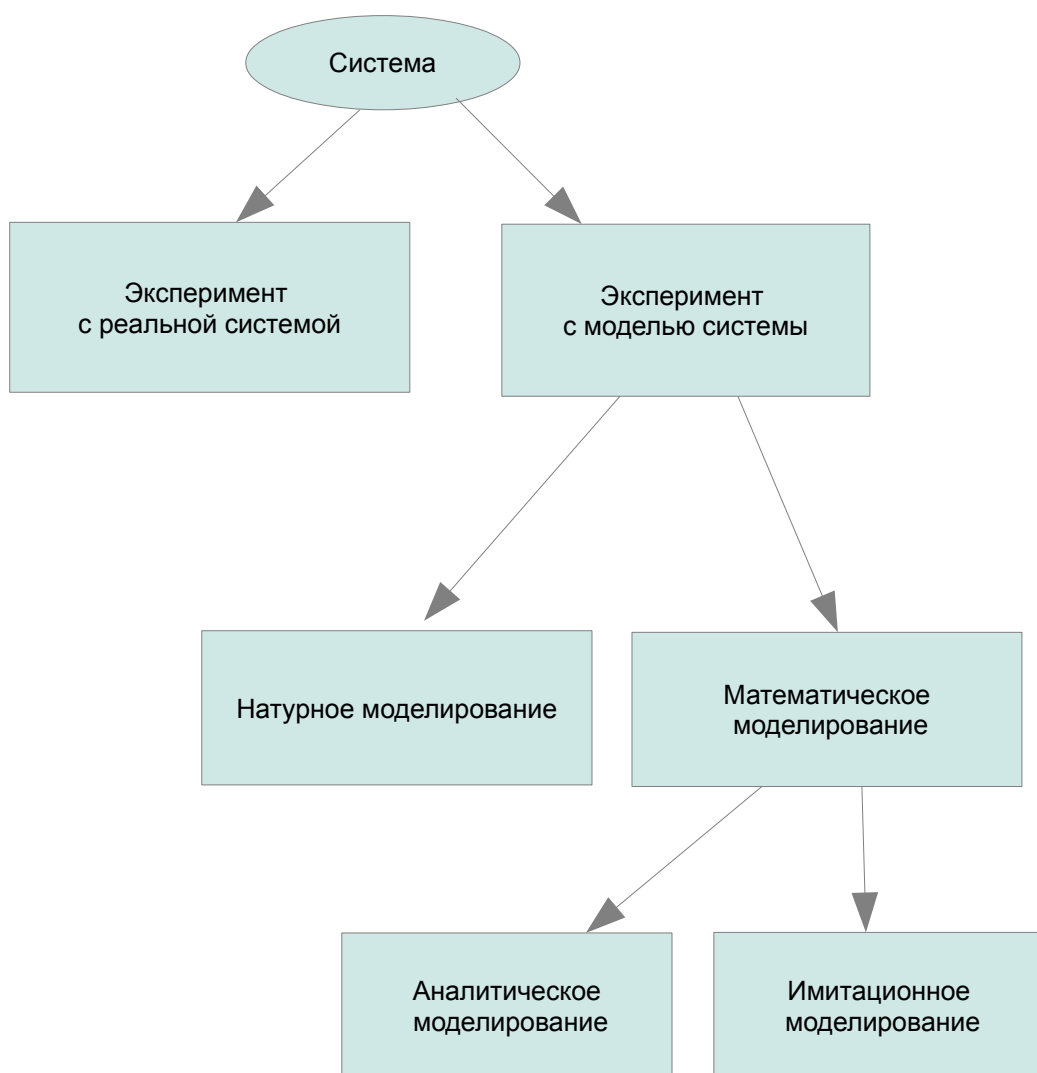 Система
Эксперимент
с реальной системой
Эксперимент
с моделью системы
Натурное моделирование
Математическое
моделирование
Аналитическое
моделирование
Имитационное
моделирование